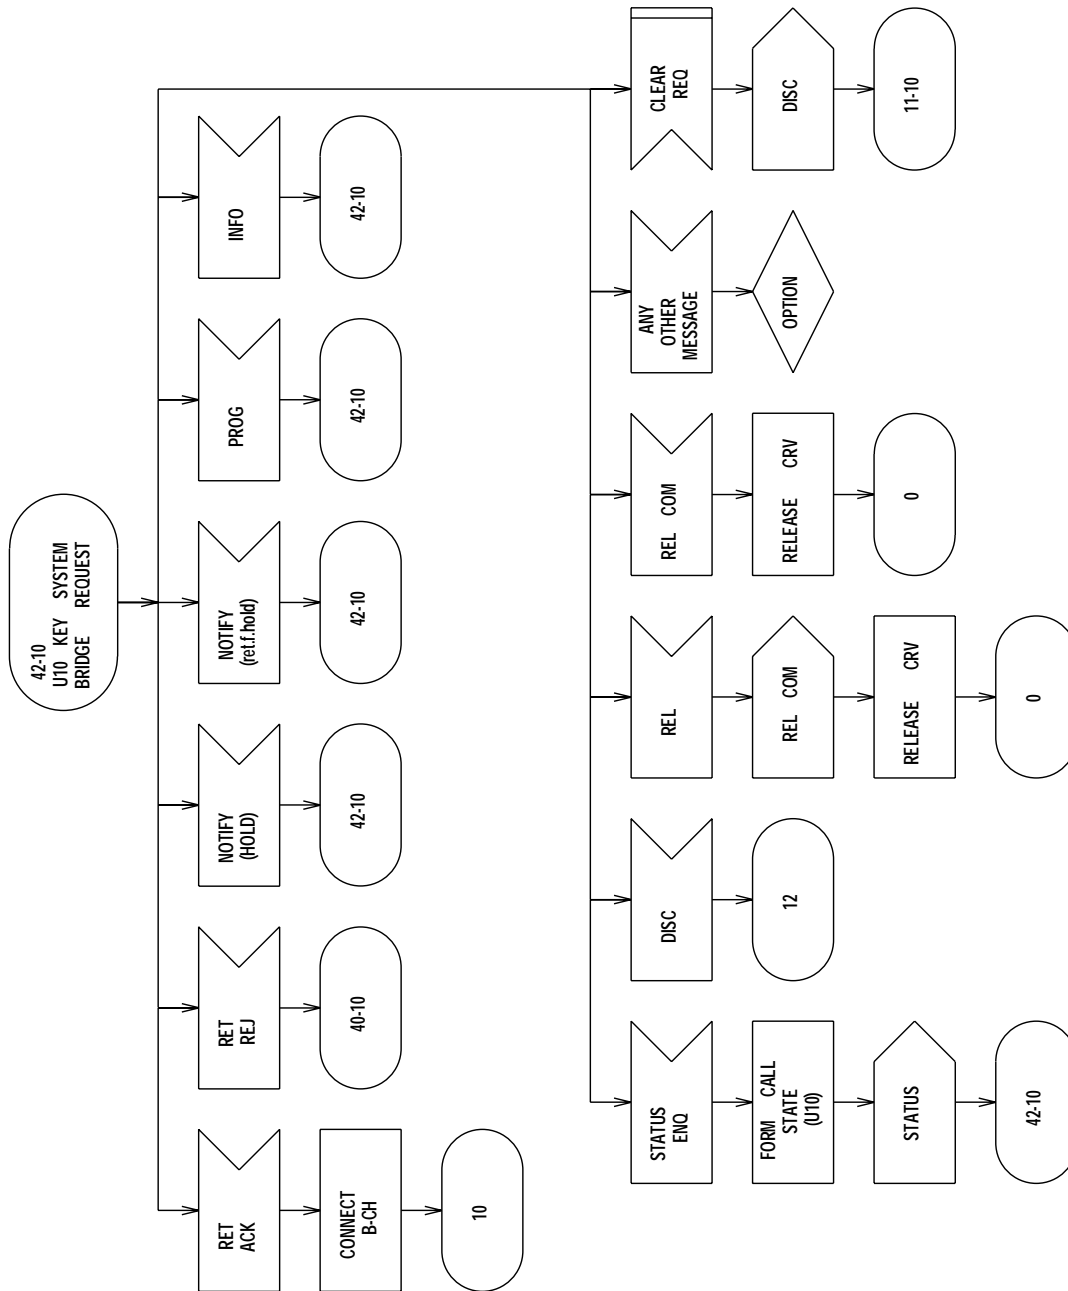 42-10
U10 KEY SYSTEM
BRIDGE REQUEST
RET
ACK
CONNECT
B-CH
10
RET
REJ
40-10
NOTIFY
(HOLD)
42-10
NOTIFY
(ret.f.hold)
42-10
PROG
42-10
INFO
42-10
STATUS
ENQ
FORM CALL
STATE
(U10)
STATUS
42-10
DISC
12
REL
REL COM
RELEASE CRV
0
REL COM
RELEASE CRV
0
ANY
OTHER
MESSAGE
OPTION
CLEAR
REQ
DISC
11-10